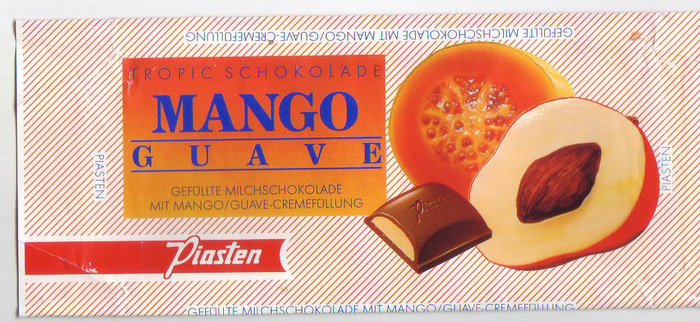 GEFÜLLTE MILCHSCHOKOLADE MIT MANGO/GUAVE-CREMEFÜLLUNG
TROPIC SCHOKOLADE
MANGO
GUAVE
GEFÜLLTE MILCHSCHOKOLADE
MIT MANGO/GUAVE-CREMEFÜLLUNG
PIASTEN
PIASTEN
Piasten
Piasten
GEFÜLLTE MILCHSCHOKOLADE MIT MANGO/GUAVE-CREMEFÜLLUNG